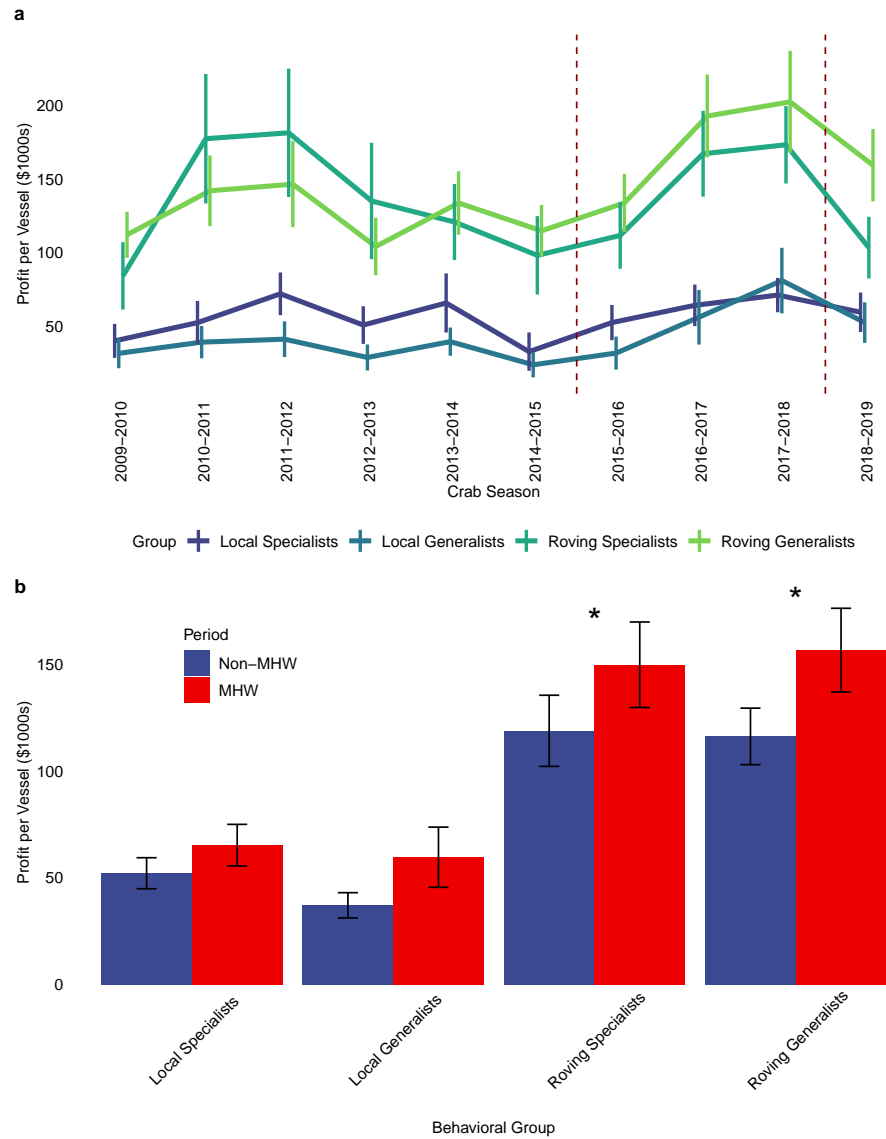 a
Profit per Vessel ($1000s)
200
150
100
50
2009−2010
2010−2011
2011−2012
2012−2013
2013−2014
2014−2015
2015−2016
2016−2017
2017−2018
2018−2019
Crab Season
Group Local Specialists Local Generalists Roving Specialists Roving Generalists
b
Profit per Vessel ($1000s)
150
100
50
0
Period
Non−MHW
MHW
*
*
Local Specialists
Local Generalists
Roving Specialists
Roving Generalists
Behavioral Group